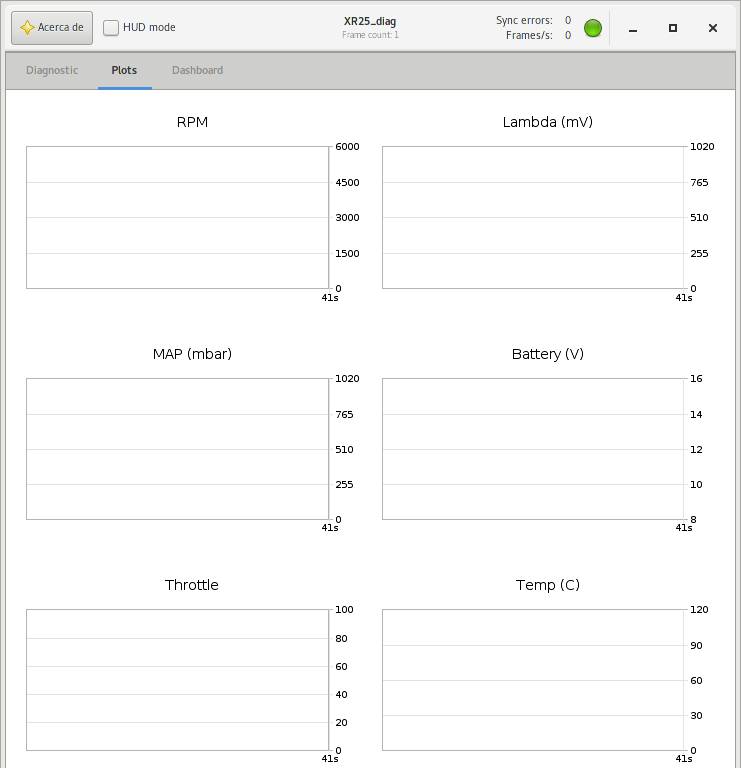 Acerca de
HUD mode
XR25_diag
Frame count: 1
Sync errors: 0
Frames/s: 0
Diagnostic Plots Dashboard
RPM
6000
4500
3000
1500
0
41s
Lambda (mV)
1020
765
510
255
0
41s
MAP (mbar)
1020
765
510
255
0
41s
Battery (V)
16
14
12
10
8
41s
Throttle
100
80
60
40
20
0
41s
Temp (C)
120
90
60
30
0
41s